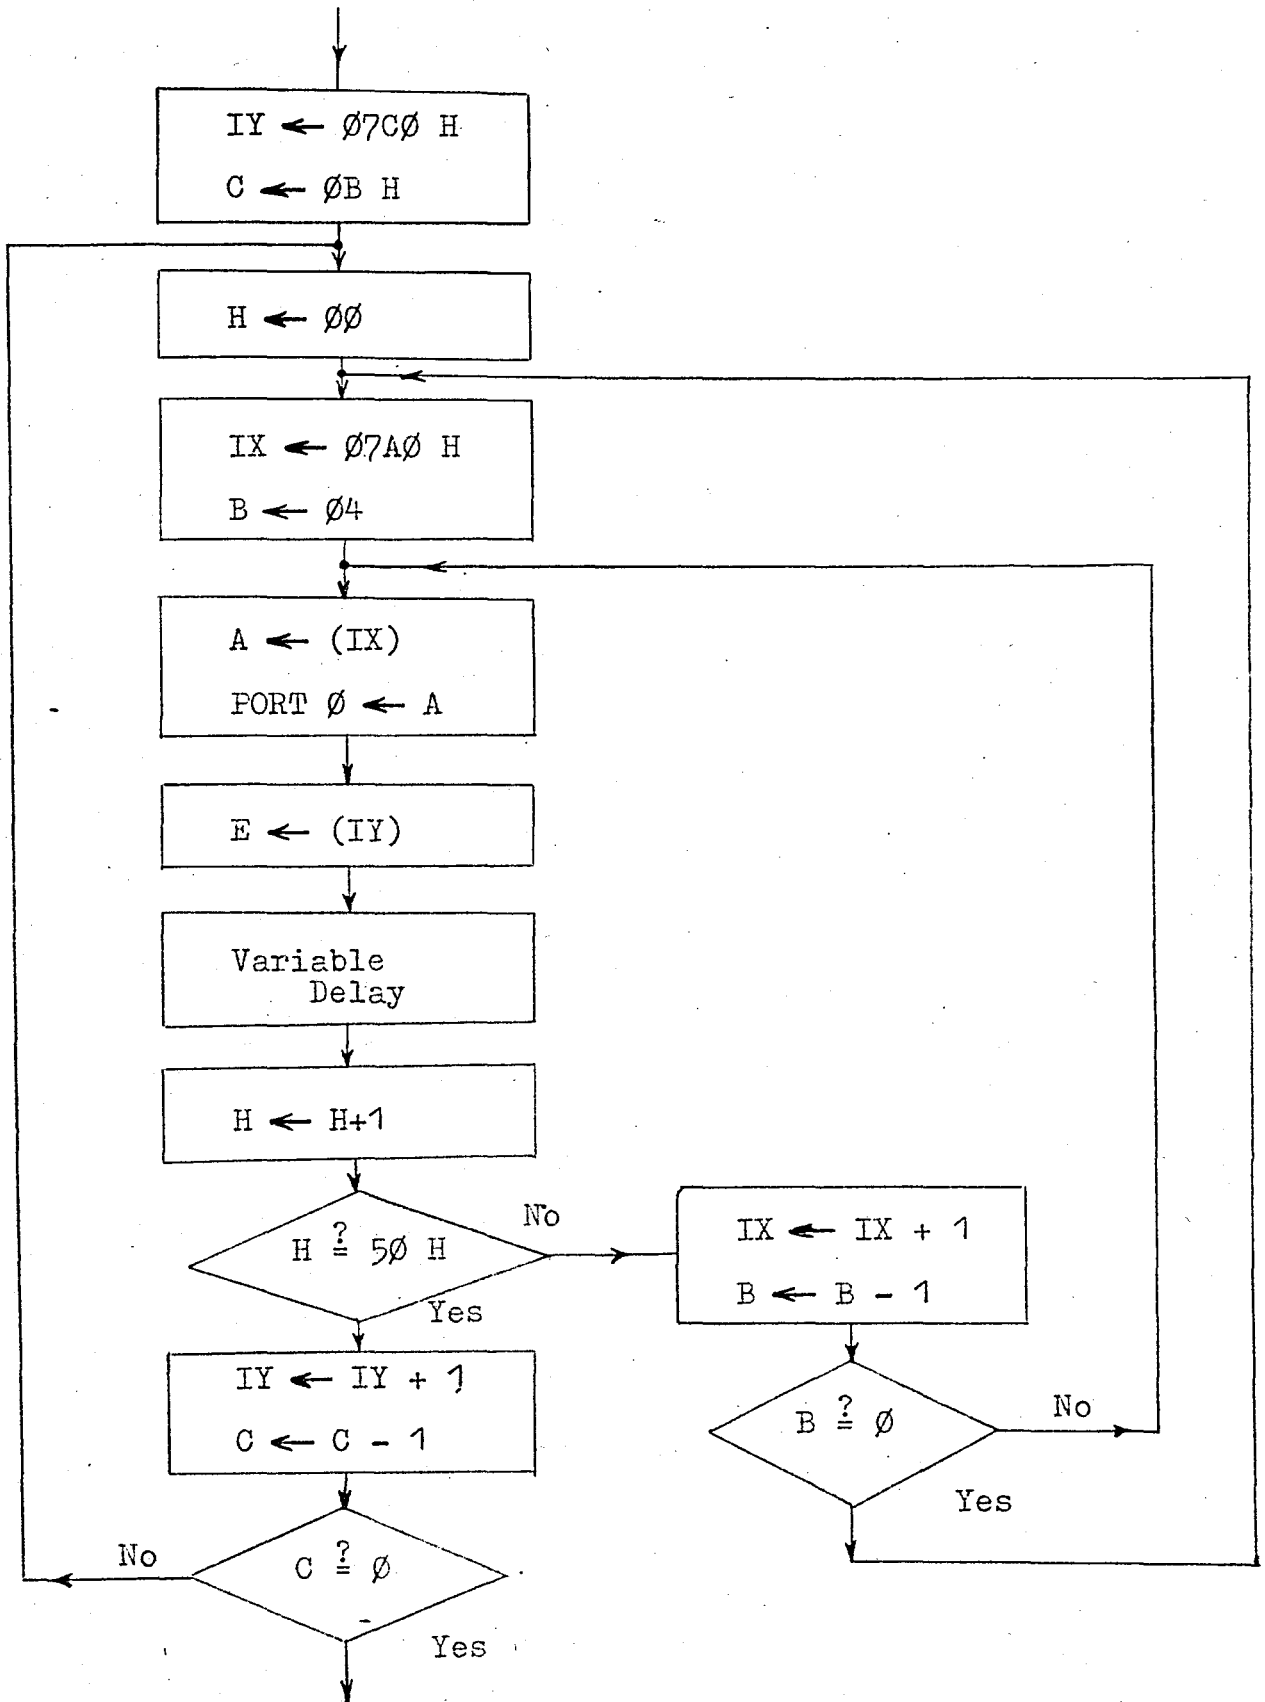 IY ← Ø7CØ H
C ← ØB H
H ← ØØ
IX ← Ø7AØ H
B ← Ø4
A ← (IX)
PORT Ø ← A
E ← (IY)
Variable
Delay
H ← H+1
H ≟ 5Ø H
No
Yes
IX ← IX + 1
B ← B - 1
B ≟ Ø
No
Yes
IY ← IY + 1
C ← C - 1
C ≟ Ø
No
Yes